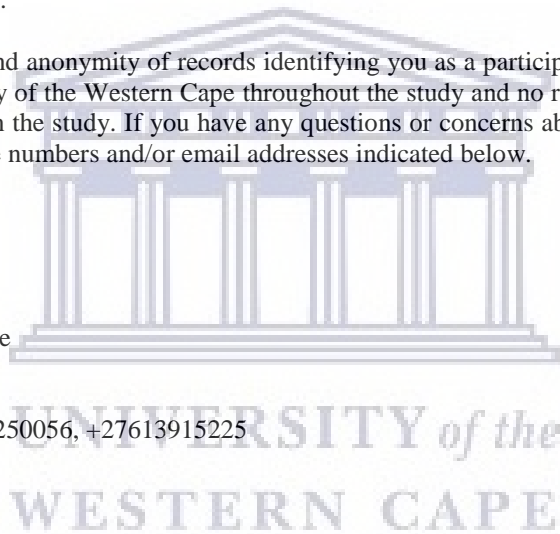 .
nd anonymity of records identifying you as a particip
y of the Western Cape throughout the study and no r
n the study. If you have any questions or concerns ab
e numbers and/or email addresses indicated below.
e
250056, +27613915225
UNIVERSITY of the
WESTERN CAPE